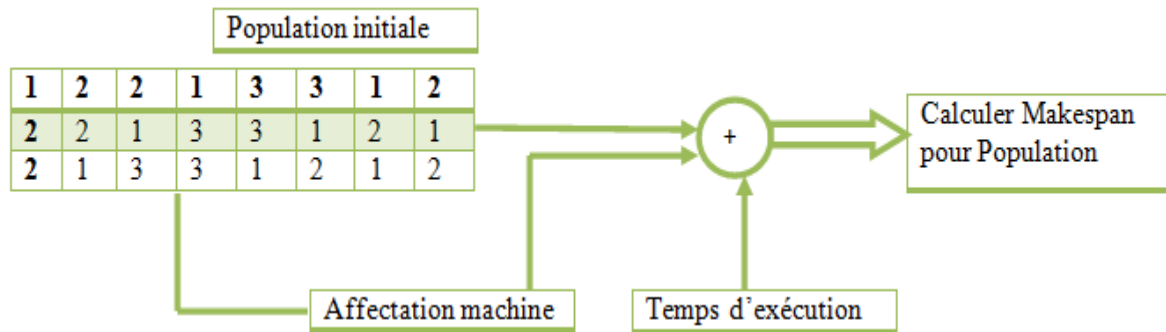 Population initiale
1 2 2 1 3 3 1 2
2 2 1 3 3 1 2 1
2 1 3 3 1 2 1 2
+
Calculer Makespan
pour Population
Affectation machine
Temps d'exécution